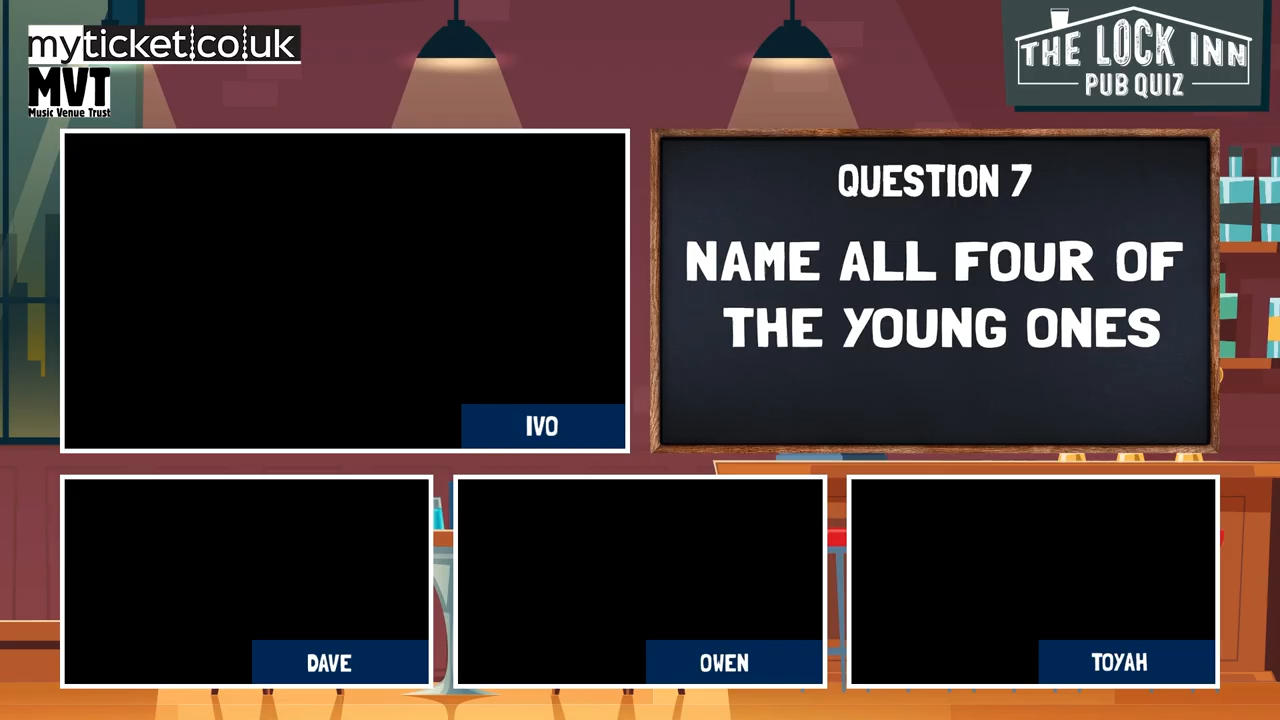 myticket.co.uk
MVT
Music Venue Trust
THE LOCK INN
PUB QUIZ
QUESTION 7
NAME ALL FOUR OF
THE YOUNG ONES
IVO
DAVE
OWEN
TOYAH